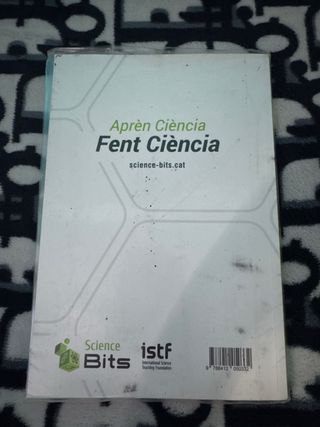 Aprèn Ciència
Fent Ciència
science-bits.cat
Science
Bits
istf
International Science
Teaching Foundation